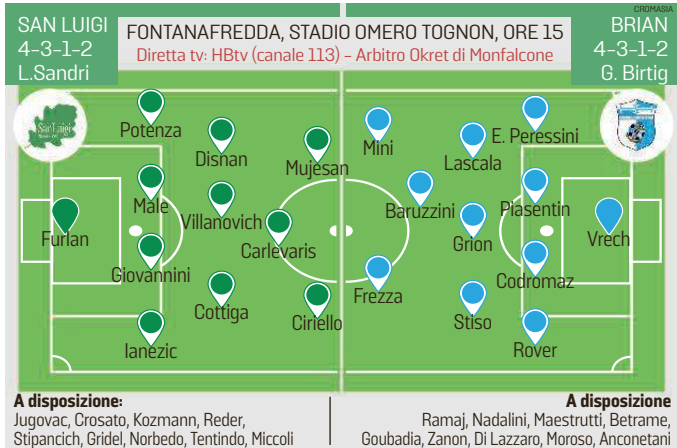 CROMASIA
SAN LUIGI
4-3-1-2
L.Sandri
FONTANAFREDDA, STADIO OMERO TOGNON, ORE 15
Diretta tv: HBtv (canale 113) – Arbitro Okret di Monfalcone
BRIAN
4-3-1-2
G. Birtig
San Luigi
Potenza
Disnan
Mujesan
Male
Villanovich
Furlan
Carlevaris
Giovannini
Cottiga
Ciriello
Ianezic
Mini
E. Peressini
Lascala
Baruzzini
Piasentin
Grion
Vrech
Codromaz
Frezza
Stiso
Rover
A disposizione:
Jugovac, Crosato, Kozmann, Reder,
Stipancich, Gridel, Norbedo, Tentindo, Miccoli
A disposizione
Ramaj, Nadalini, Maestrutti, Betrame,
Goubadia, Zanon, Di Lazzaro, Moroso, Anconetani